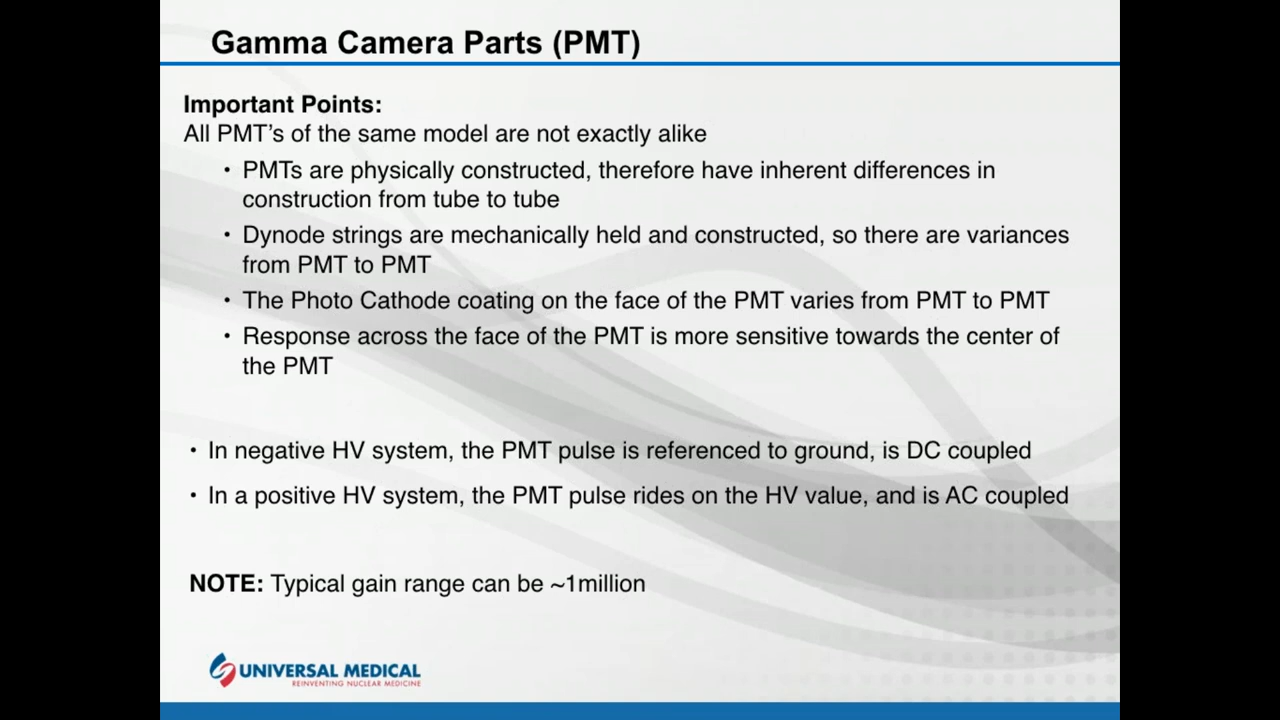 Gamma Camera Parts (PMT)
Important Points:
All PMT’s of the same model are not exactly alike
• PMTs are physically constructed, therefore have inherent differences in
construction from tube to tube
• Dynode strings are mechanically held and constructed, so there are variances
from PMT to PMT
• The Photo Cathode coating on the face of the PMT varies from PMT to PMT
• Response across the face of the PMT is more sensitive towards the center of
the PMT
• In negative HV system, the PMT pulse is referenced to ground, is DC coupled
• In a positive HV system, the PMT pulse rides on the HV value, and is AC coupled
NOTE: Typical gain range can be ~1million
UNIVERSAL MEDICAL
REINVENTING NUCLEAR MEDICINE